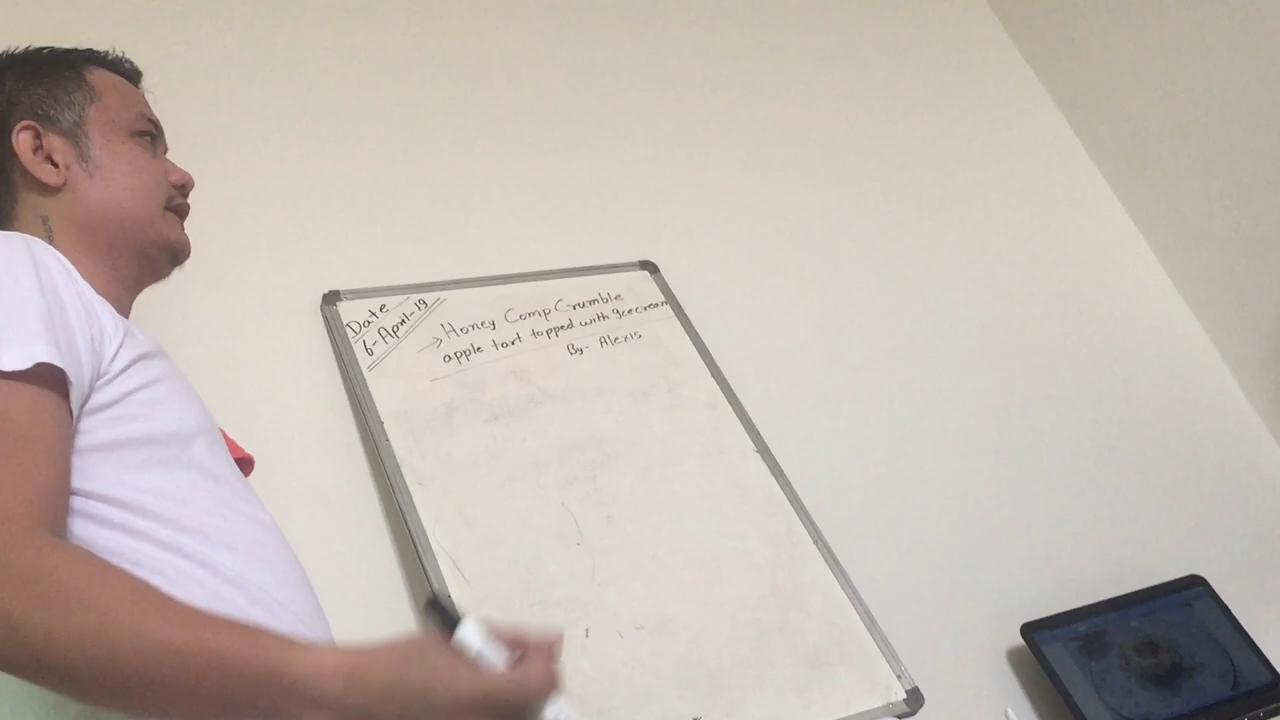 Date
6-April-19
→ Honey Comp Crumble
apple tart topped with Icecream
By- Alexis